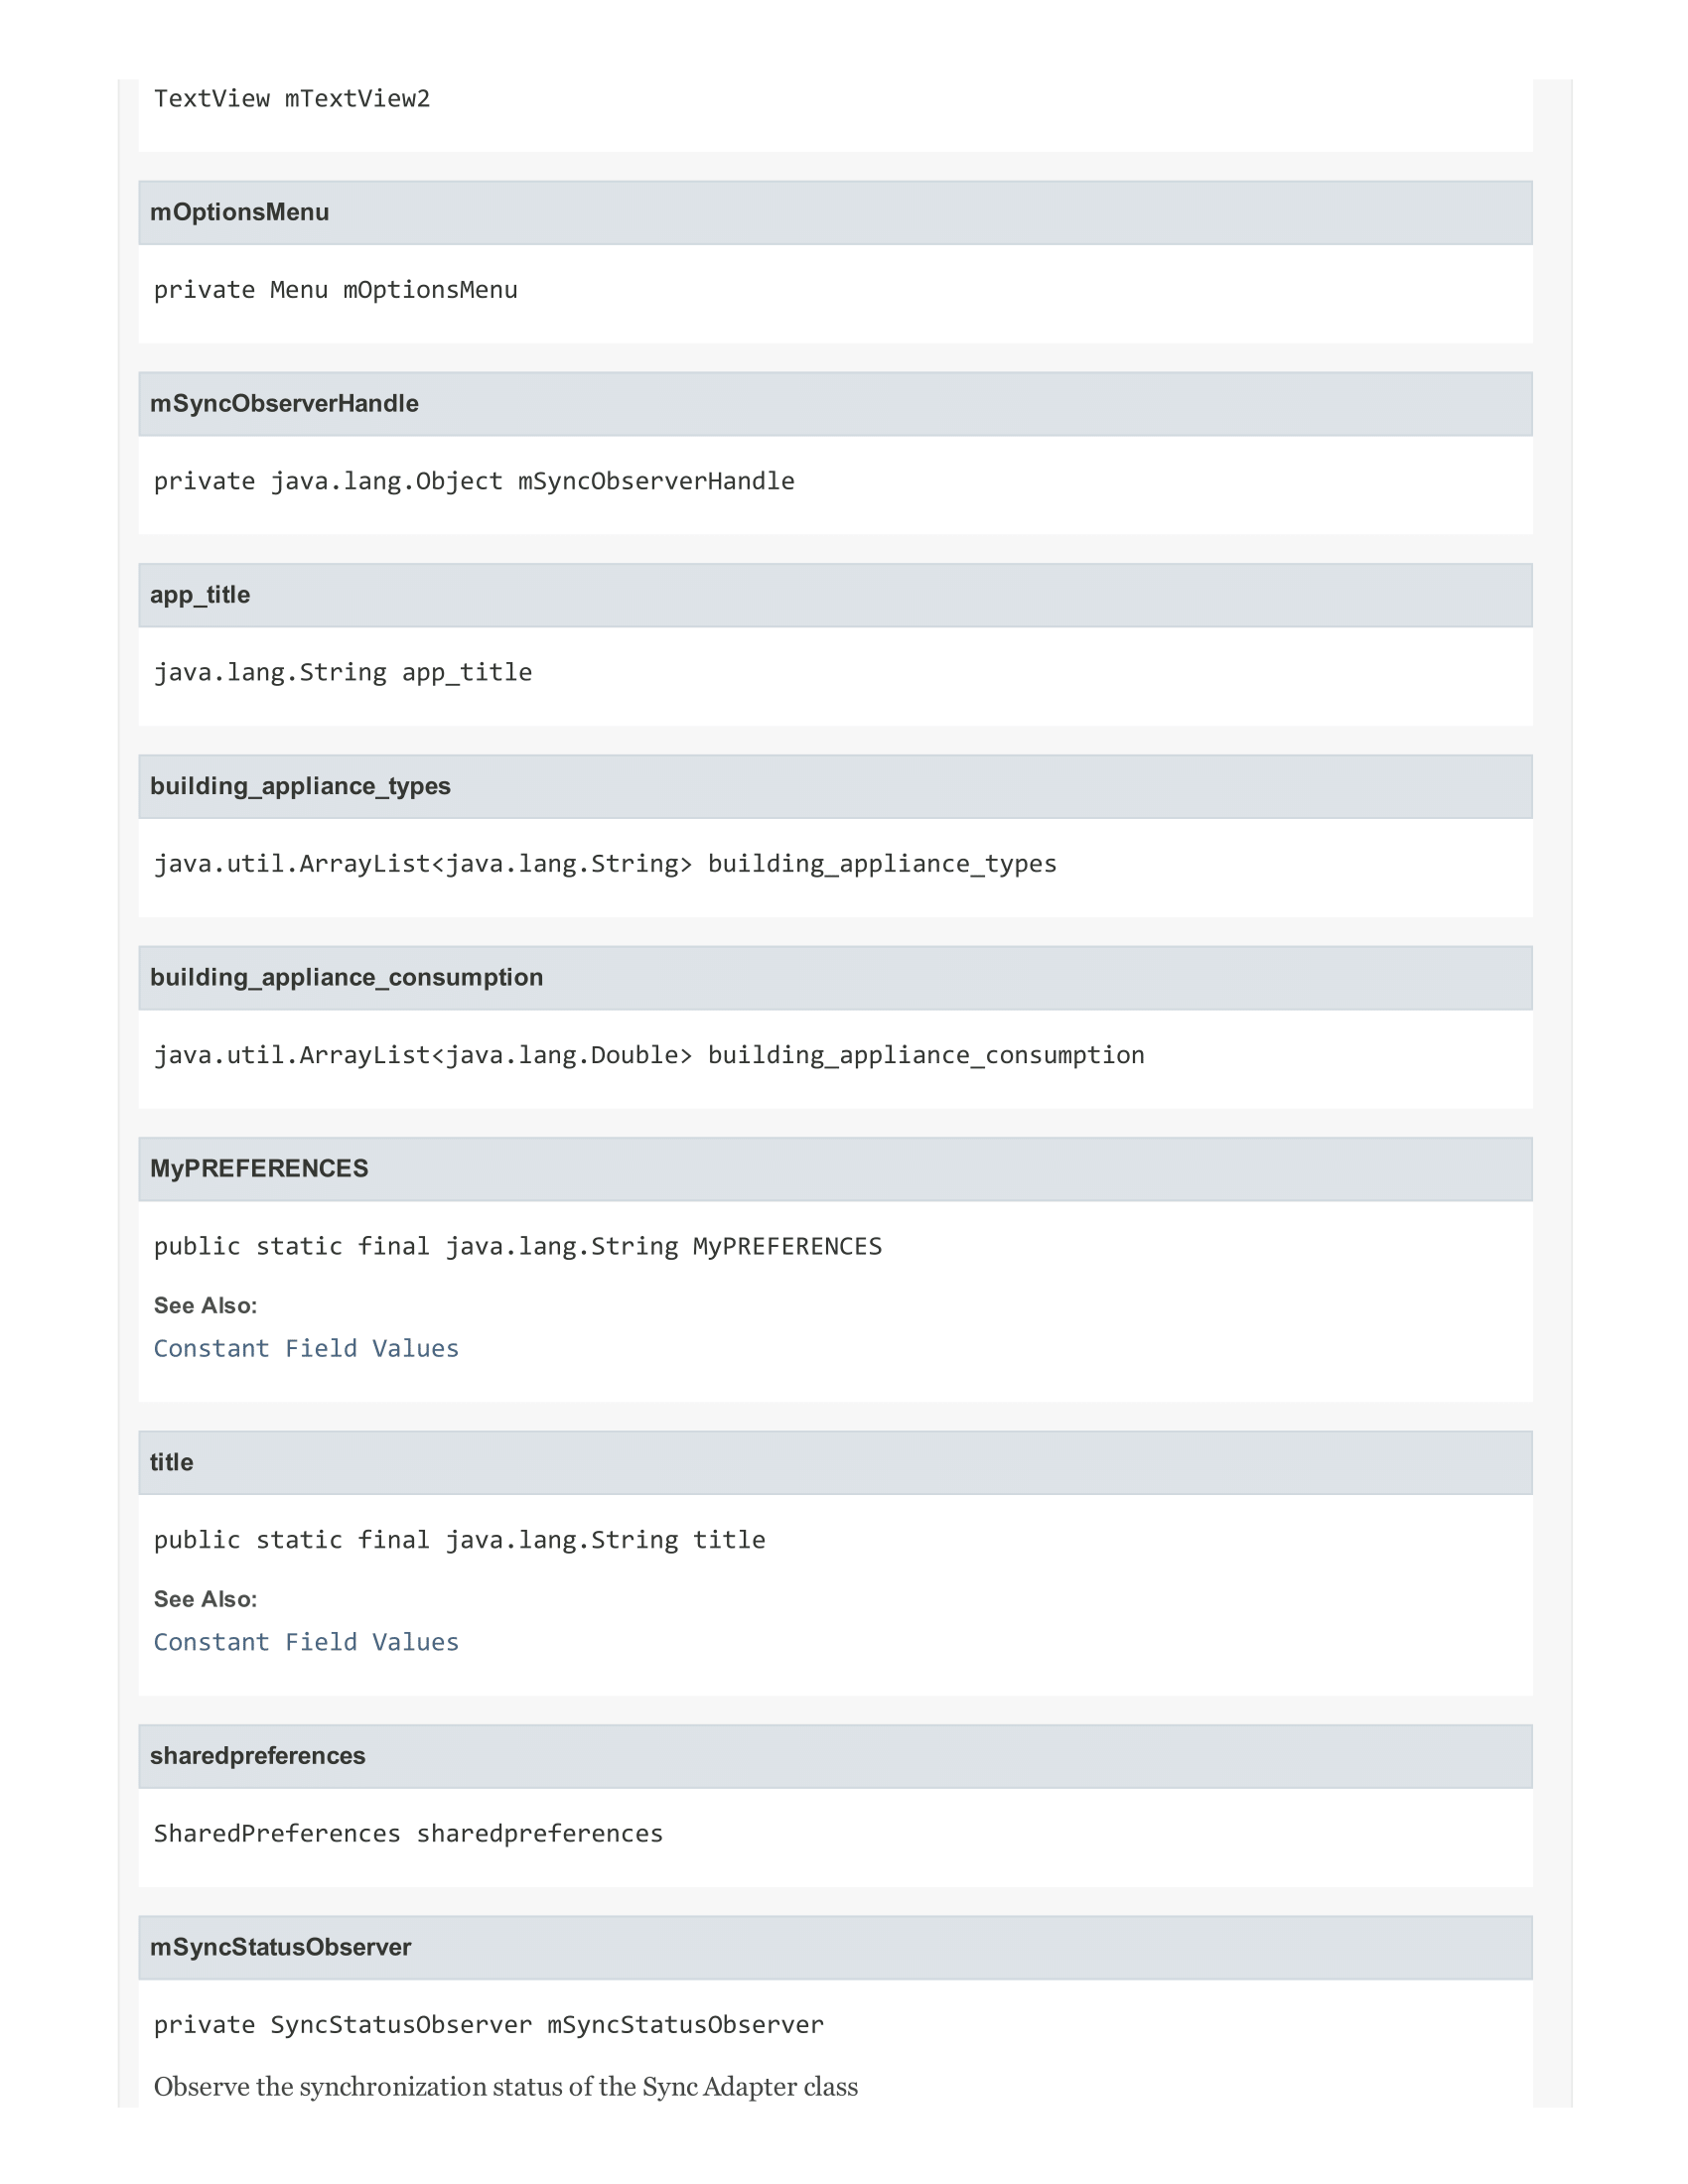 TextView mTextView2
mOptionsMenu
private Menu mOptionsMenu
mSyncObserverHandle
private java.lang.Object mSyncObserverHandle
app_title
java.lang.String app_title
building_appliance_types
java.util.ArrayList<java.lang.String> building_appliance_types
building_appliance_consumption
java.util.ArrayList<java.lang.Double> building_appliance_consumption
MyPREFERENCES
public static final java.lang.String MyPREFERENCES
See Also:
Constant Field Values
title
public static final java.lang.String title
See Also:
Constant Field Values
sharedpreferences
SharedPreferences sharedpreferences
mSyncStatusObserver
private SyncStatusObserver mSyncStatusObserver
Observe the synchronization status of the Sync Adapter class